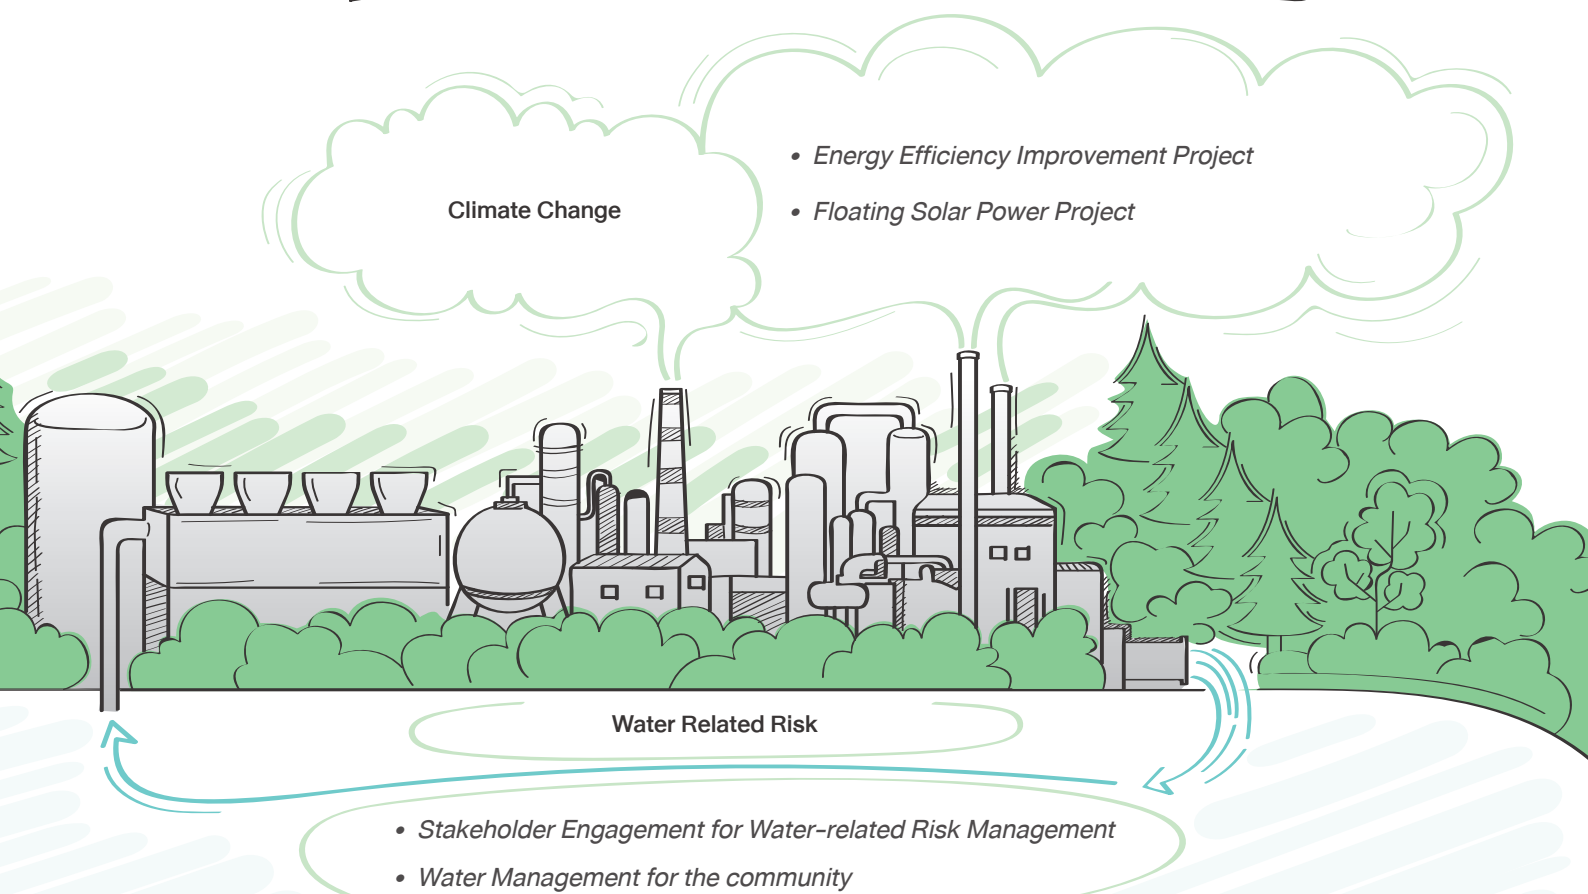 • Energy Efficiency Improvement Project
Climate Change
• Floating Solar Power Project
Water Related Risk
• Stakeholder Engagement for Water-related Risk Management
• Water Management for the community